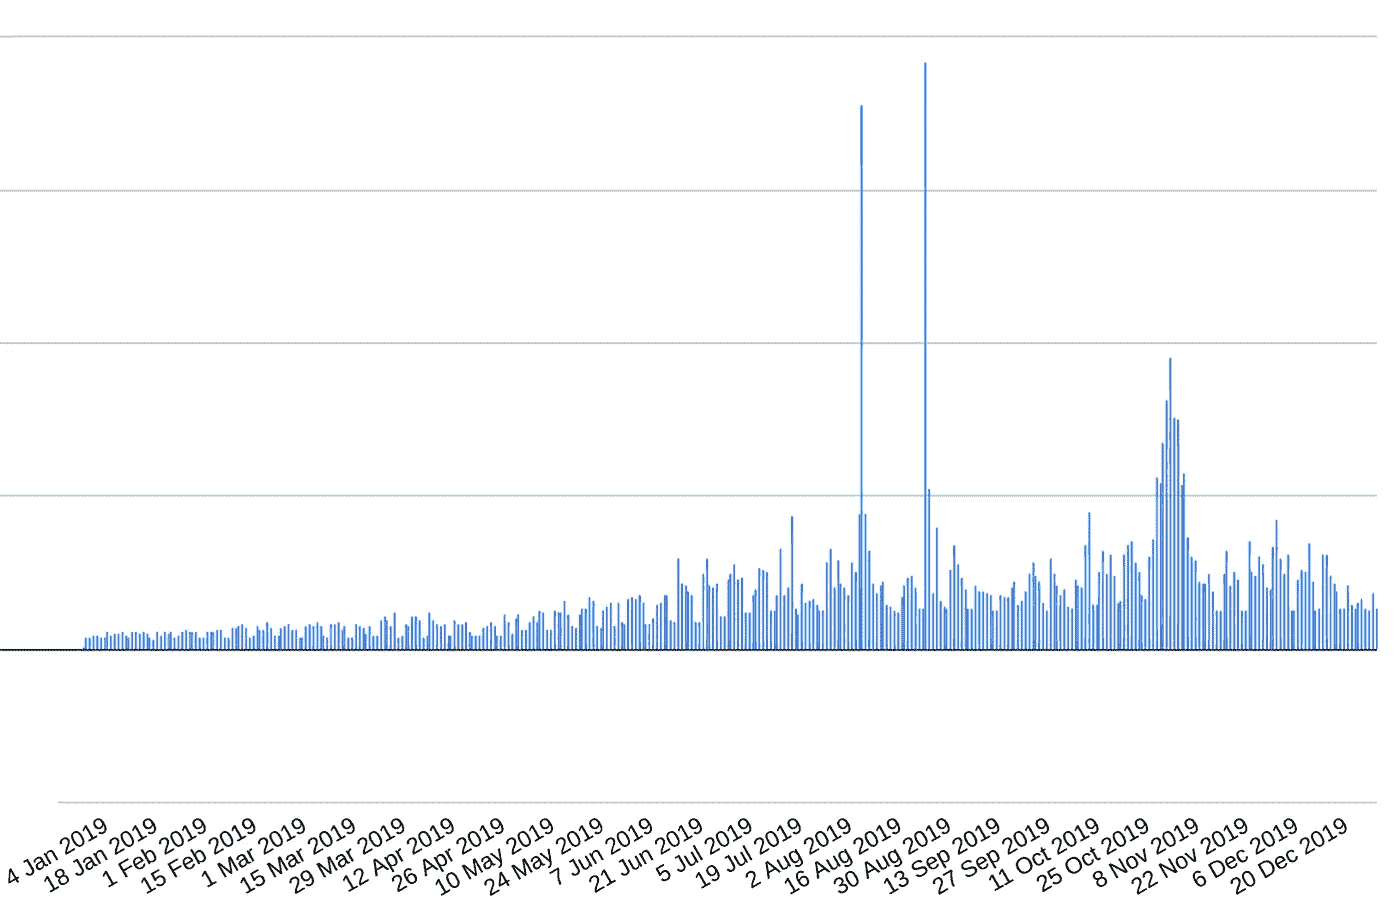 4 Jan 2019
18 Jan 2019
1 Feb 2019
15 Feb 2019
1 Mar 2019
15 Mar 2019
29 Mar 2019
12 Apr 2019
26 Apr 2019
10 May 2019
24 May 2019
7 Jun 2019
21 Jun 2019
5 Jul 2019
19 Jul 2019
2 Aug 2019
16 Aug 2019
30 Aug 2019
13 Sep 2019
27 Sep 2019
11 Oct 2019
25 Oct 2019
8 Nov 2019
22 Nov 2019
6 Dec 2019
20 Dec 2019